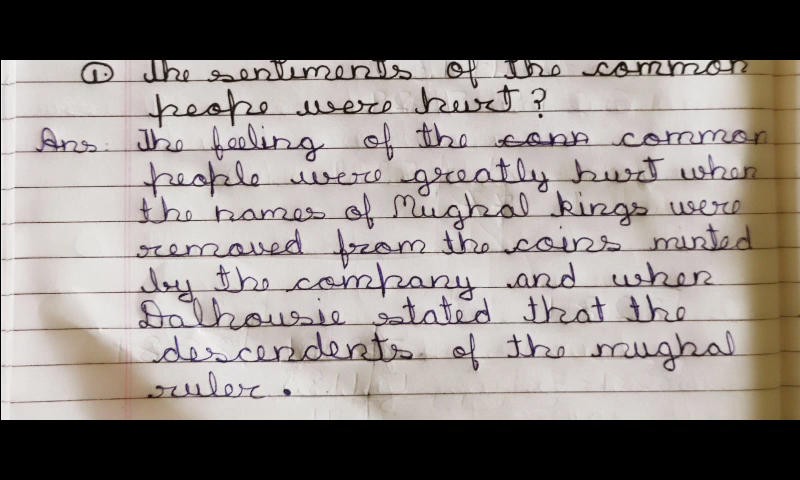 ① The sentiments of the common
peope were hurt?
Ans. The feeling of the conn common
people were greatly hurt when
the names of Mughal kings were
removed from the coins minted
by the company and when
Dalhousie stated that the
descendents of the mughal
ruler.